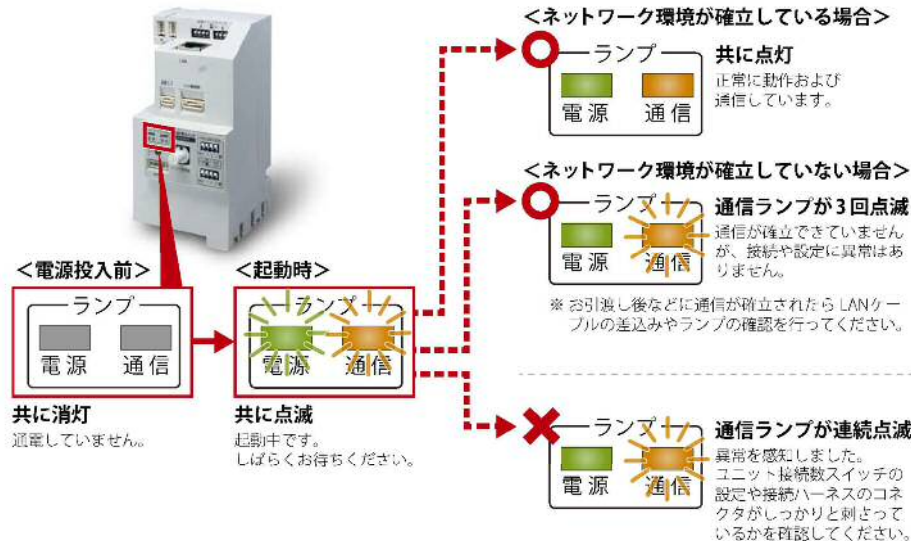 <ネットワーク環境が確立している場合>
ランプ
電源 通信
共に点灯
正常に動作および
通信しています。
<ネットワーク環境が確立していない場合>
ランプ
電源 通信
通信ランプが3回点滅
通信が確立できていません
が、接続や設定に異常はあ
りません。
※ お引渡し後などに通信が確立されたらLANケー
ブルの差込みやランプの確認を行ってください。
<電源投入前>
ランプ
電源 通信
共に消灯
通電していません。
<起動時>
ランプ
電源 通信
共に点滅
起動中です。
しばらくお待ちください。
ランプ
電源 通信
通信ランプが連続点滅
異常を感知しました。
ユニット接続数スイッチの
設定や接続ハーネスのコネ
クタがしっかりと刺さって
いるかを確認してください。